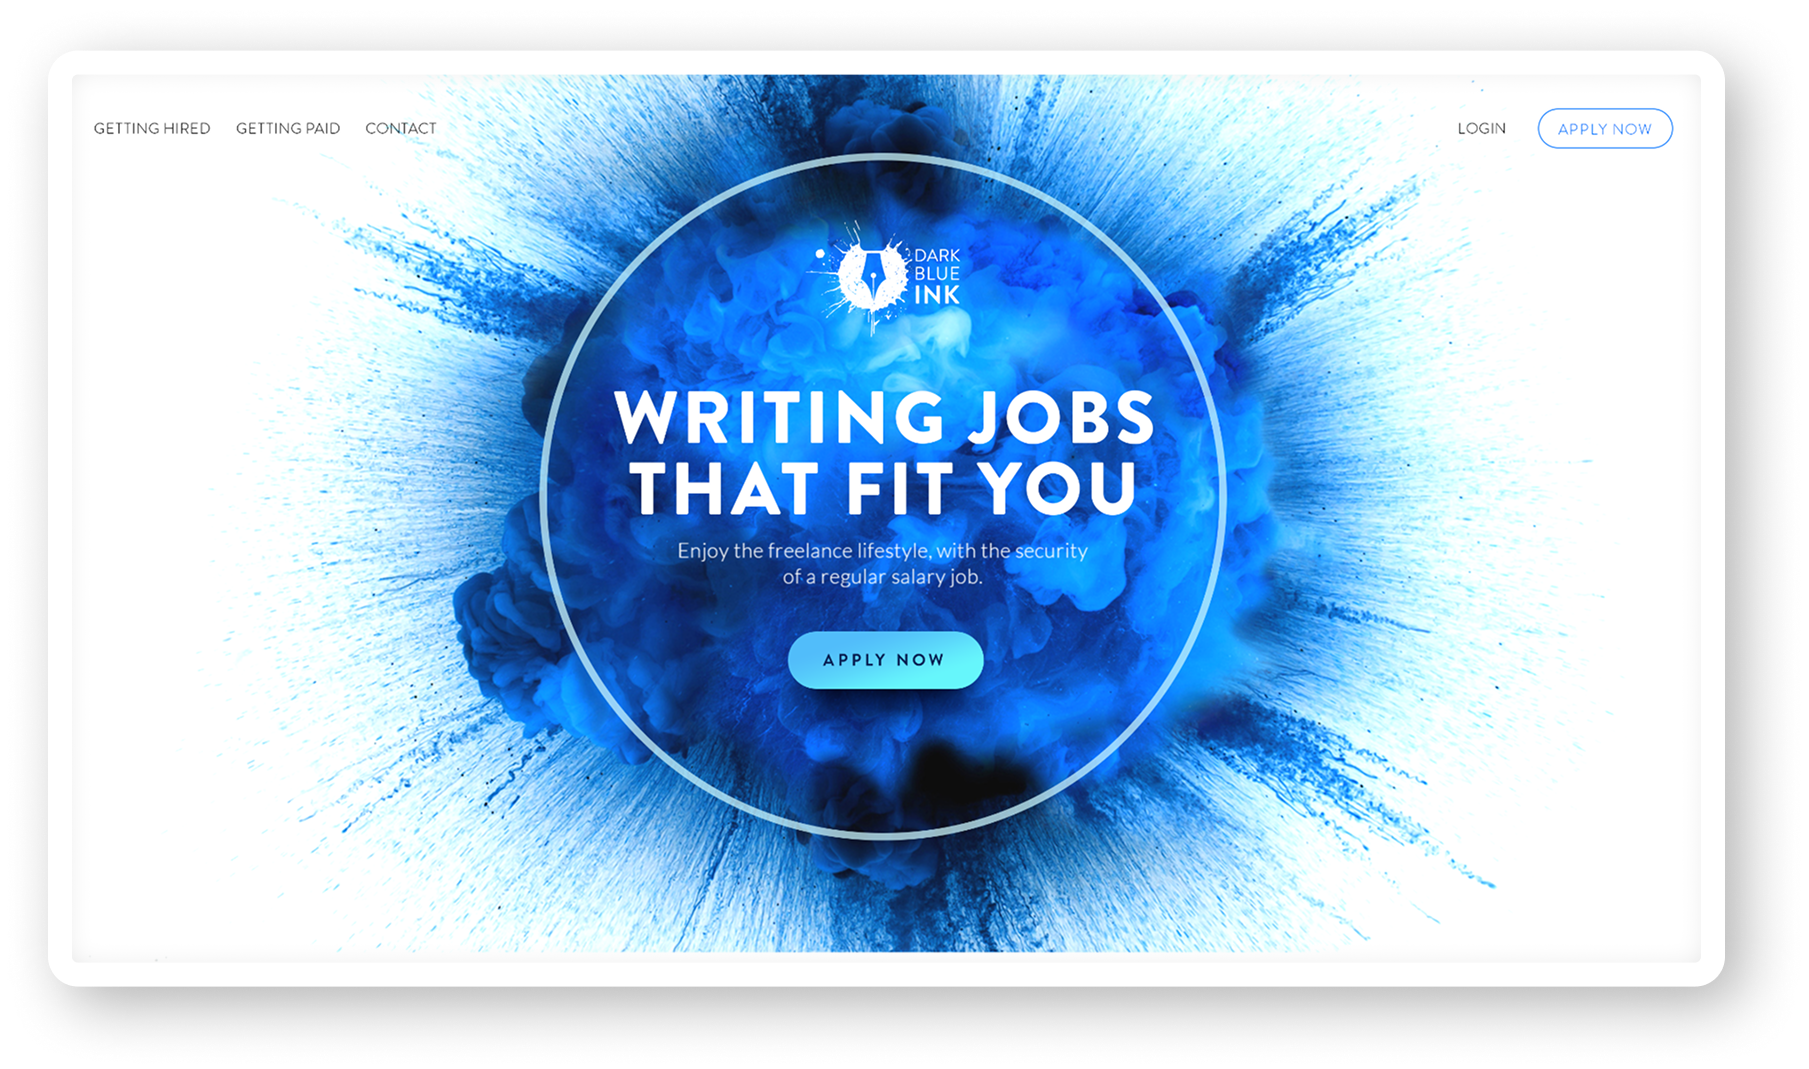 GETTING HIRED GETTING PAID CONTACT LOGIN APPLY NOW
DARK
BLUE
INK
WRITING JOBS
THAT FIT YOU
Enjoy the freelance lifestyle, with the security
of a regular salary job.
APPLY NOW